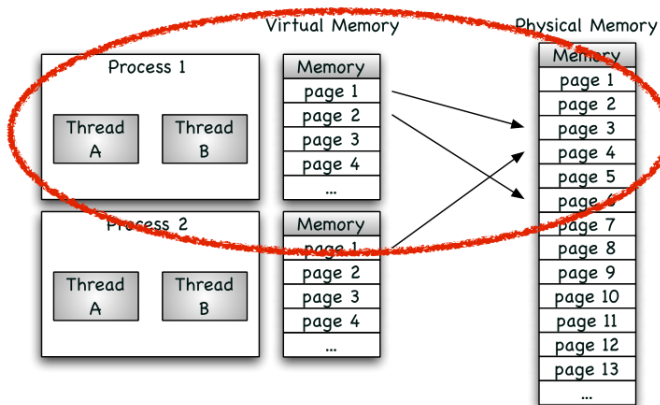 Virtual Memory
Physical Memory
Process 1
Thread
A
Thread
B
Memory
page 1
page 2
page 3
page 4
...
Process 2
Thread
A
Thread
B
Memory
page 1
page 2
page 3
page 4
...
Memory
page 1
page 2
page 3
page 4
page 5
page 6
page 7
page 8
page 9
page 10
page 11
page 12
page 13
...